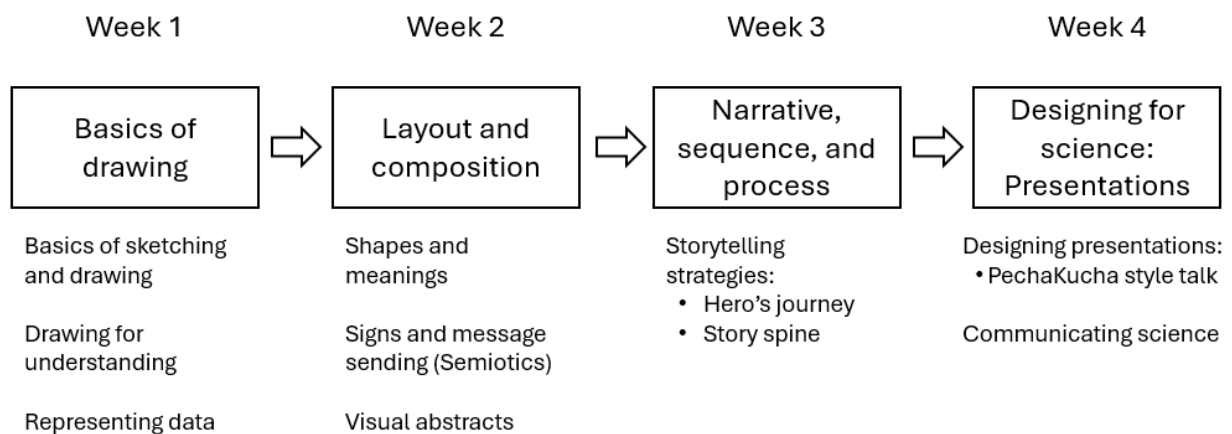 Week 1
Week 2
Week 3
Week 4
Basics of
drawing
Layout and
composition
Narrative,
sequence, and
process
Designing for
science:
Presentations
Basics of sketching
and drawing
Drawing for
understanding
Representing data
Shapes and
meanings
Signs and message
sending (Semiotics)
Visual abstracts
Storytelling
strategies:
• Hero's journey
• Story spine
Designing presentations:
• PechaKucha style talk
Communicating science